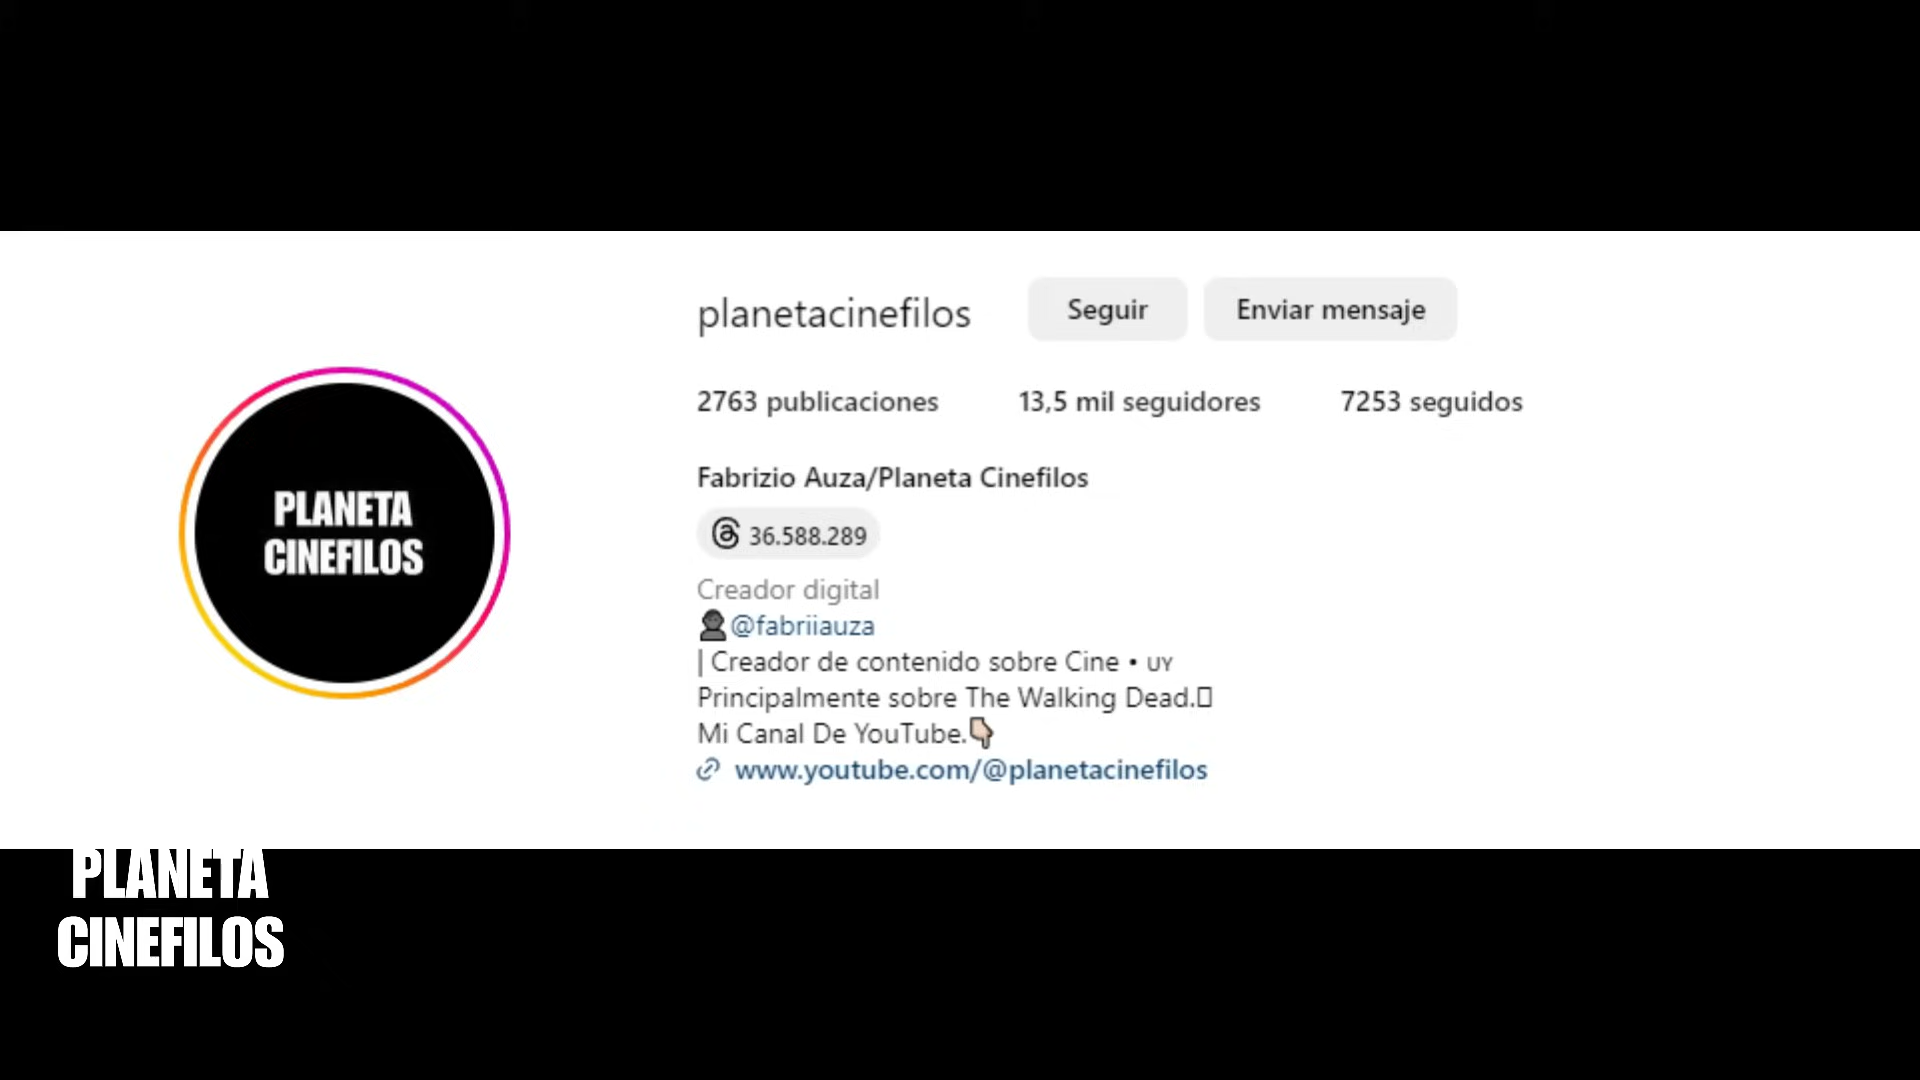 planetacinefilos
Seguir
Enviar mensaje
2763 publicaciones
13,5 mil seguidores
7253 seguidos
PLANETA
CINEFILOS
Fabrizio Auza/Planeta Cinefilos
36.588.289
Creador digital
@fabriiauza
| Creador de contenido sobre Cine • UY
Principalmente sobre The Walking Dead.
Mi Canal De YouTube.👇
www.youtube.com/@planetacinefilos
PLANETA
CINEFILOS